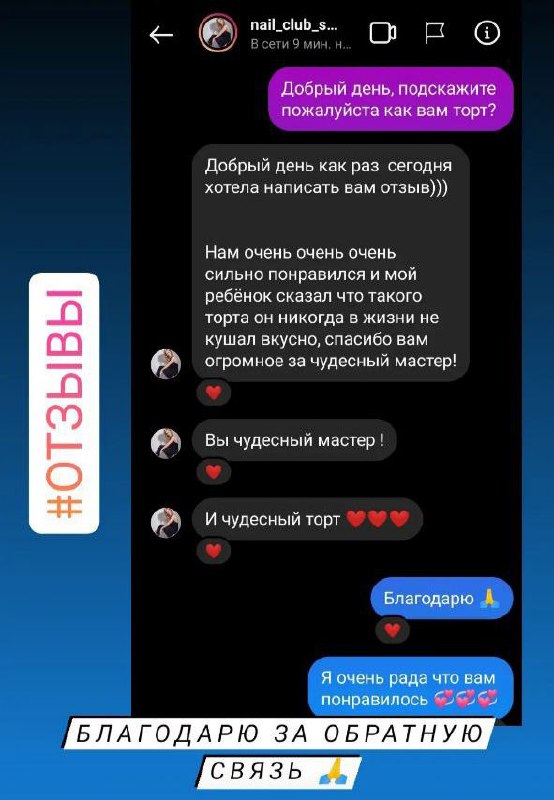 nail_club_s...
В сети 9 мин. н...
Добрый день, подскажите
пожалуйста как вам торт?
Добрый день как раз сегодня
хотела написать вам отзыв)))
Нам очень очень очень
сильно понравился и мой
ребёнок сказал что такого
торта он никогда в жизни не
кушал вкусно, спасибо вам
огромное за чудесный мастер!
#ОТЗЫВЫ
Вы чудесный мастер !
И чудесный торт ❤️❤️❤️
Благодарю 🙏
Я очень рада что вам
понравилось 💞💞💞
БЛАГОДАРЮ ЗА ОБРАТНУЮ
СВЯЗЬ 🙏